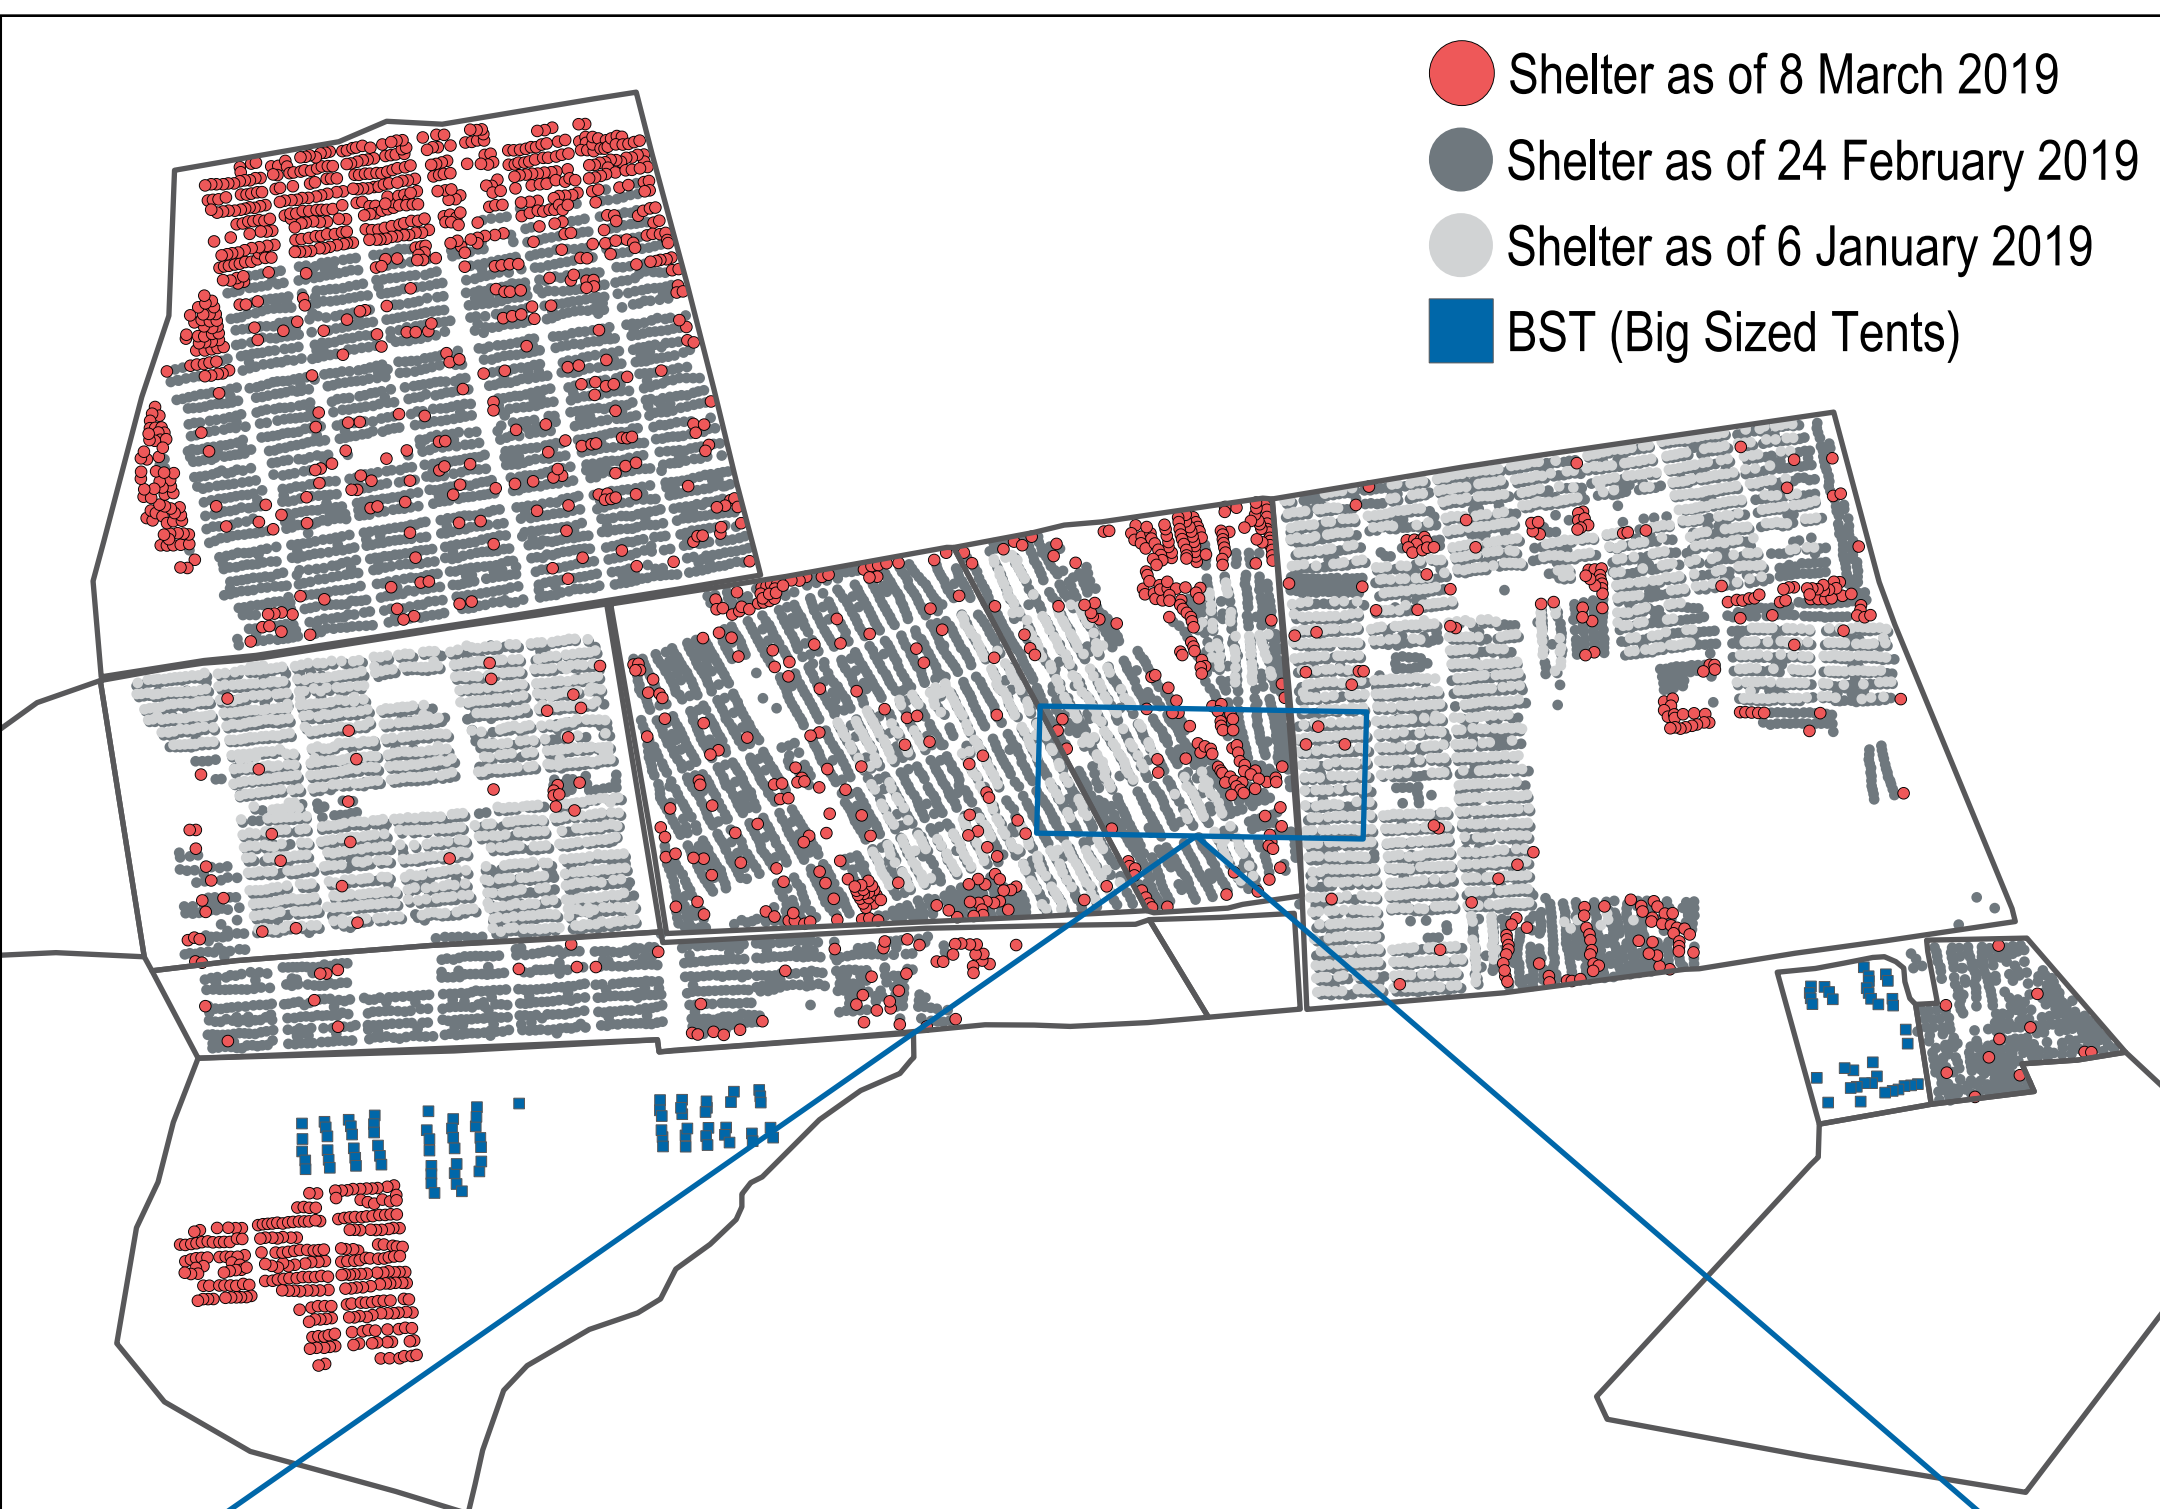 Shelter as of 8 March 2019
Shelter as of 24 February 2019
Shelter as of 6 January 2019
BST (Big Sized Tents)